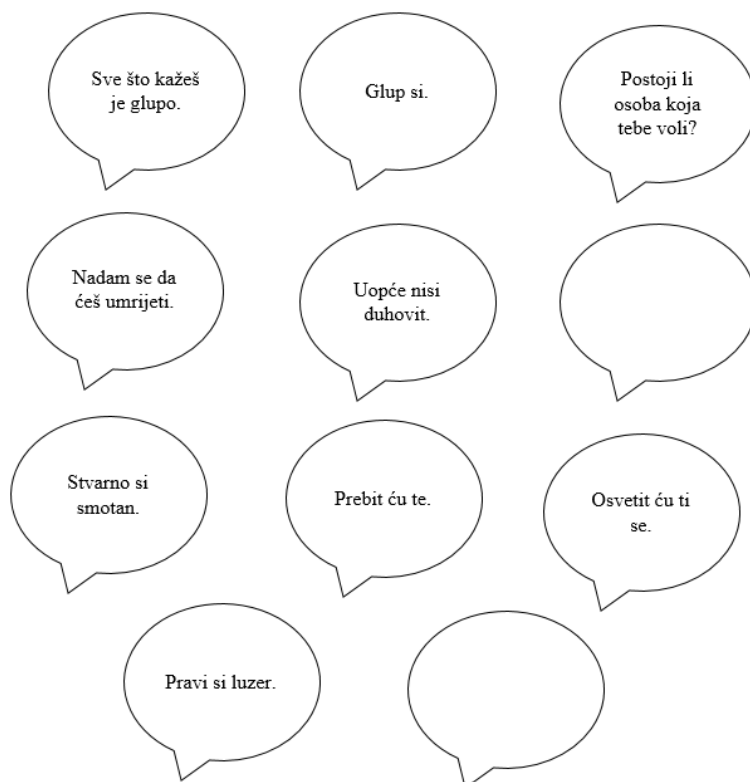 Sve što kažeš
je glupo.
Glup si.
Postoji li
osoba koja
tebe voli?
Nadam se da
ćeš umrijeti.
Uopće nisi
duhovit.
Stvarno si
smotan.
Prebit ću te.
Osvetit ću ti
se.
Pravi si luzer.